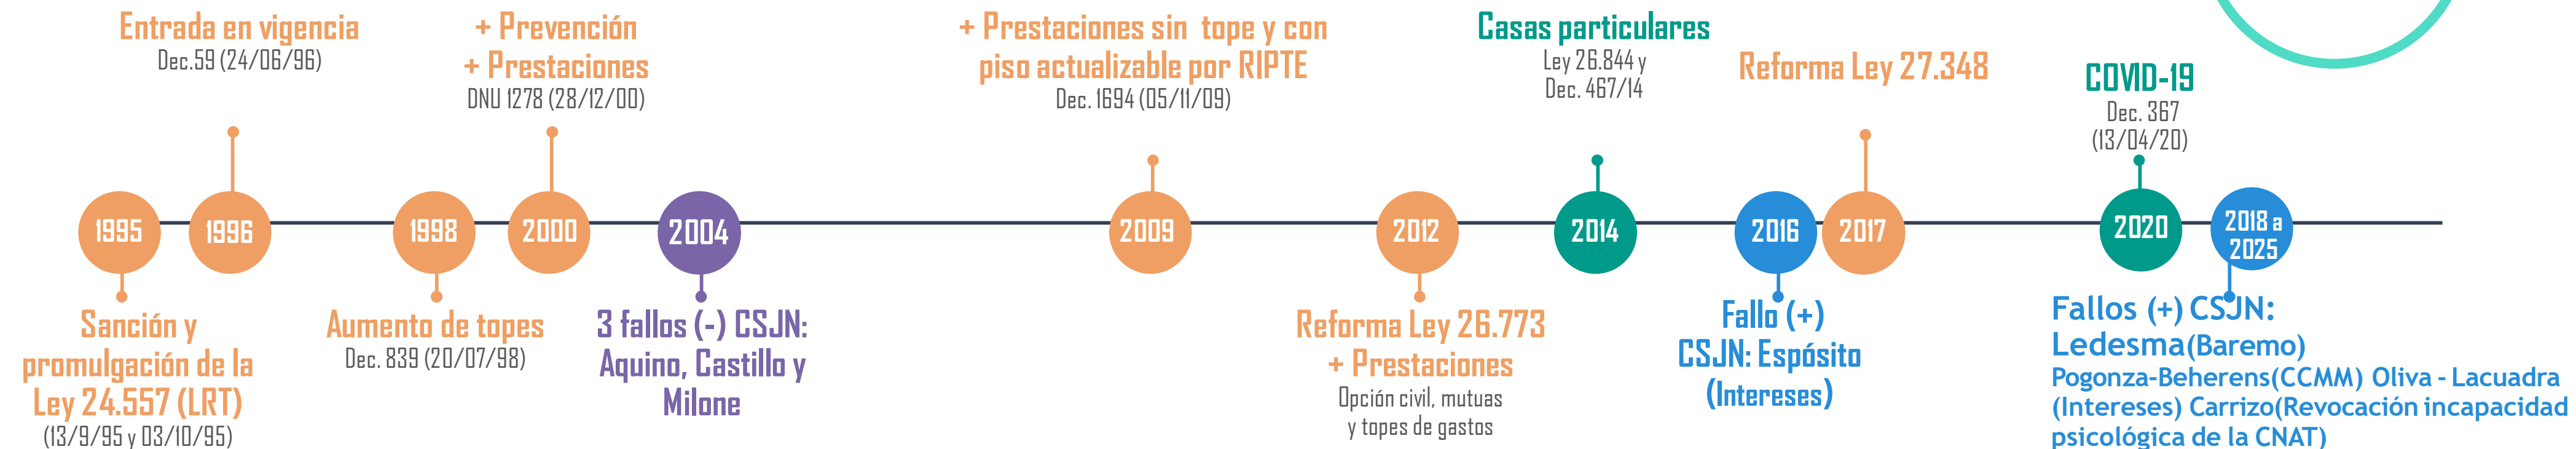 Entrada en vigencia
Dec.59 (24/06/96)
+ Prevención
+ Prestaciones
DNU 1278 (28/12/00)
+ Prestaciones sin tope y con
piso actualizable por RIPTE
Dec. 1694 (05/11/09)
Casas particulares
Ley 26.844 y
Dec. 467/14
Reforma Ley 27.348
COVID-19
Dec. 367
(13/04/20)
1995
1996
1998
2000
2004
2009
2012
2014
2016
2017
2020
2018 a
2025
Sanción y
promulgación de la
Ley 24.557 (LRT)
(13/9/95 y 03/10/95)
Aumento de topes
Dec. 839 (20/07/98)
3 fallos (-) CSJN:
Aquino, Castillo y
Milone
Reforma Ley 26.773
+ Prestaciones
Opción civil, mutuas
y topes de gastos
Fallo (+)
CSJN: Espósito
(Intereses)
Fallos (+) CSJN:
Ledesma(Baremo)
Pogonza-Beherens(CCMM) Oliva - Lacuadra
(Intereses) Carrizo(Revocación incapacidad
psicológica de la CNAT)